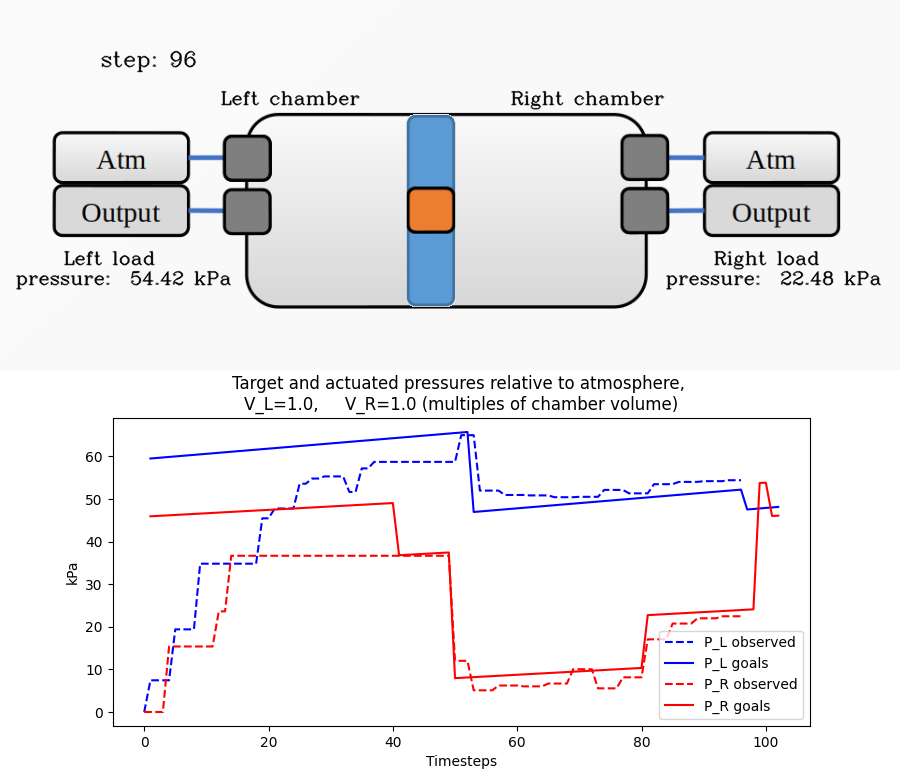 step: 96
Left chamber
Right chamber
Atm
Atm
Output
Output
Left load
pressure: 54.42 kPa
Right load
pressure: 22.48 kPa
Target and actuated pressures relative to atmosphere,
V_L=1.0, V_R=1.0 (multiples of chamber volume)
kPa
60
50
40
30
20
10
0
P_L observed
P_L goals
P_R observed
P_R goals
0
20
40
60
80
100
Timesteps